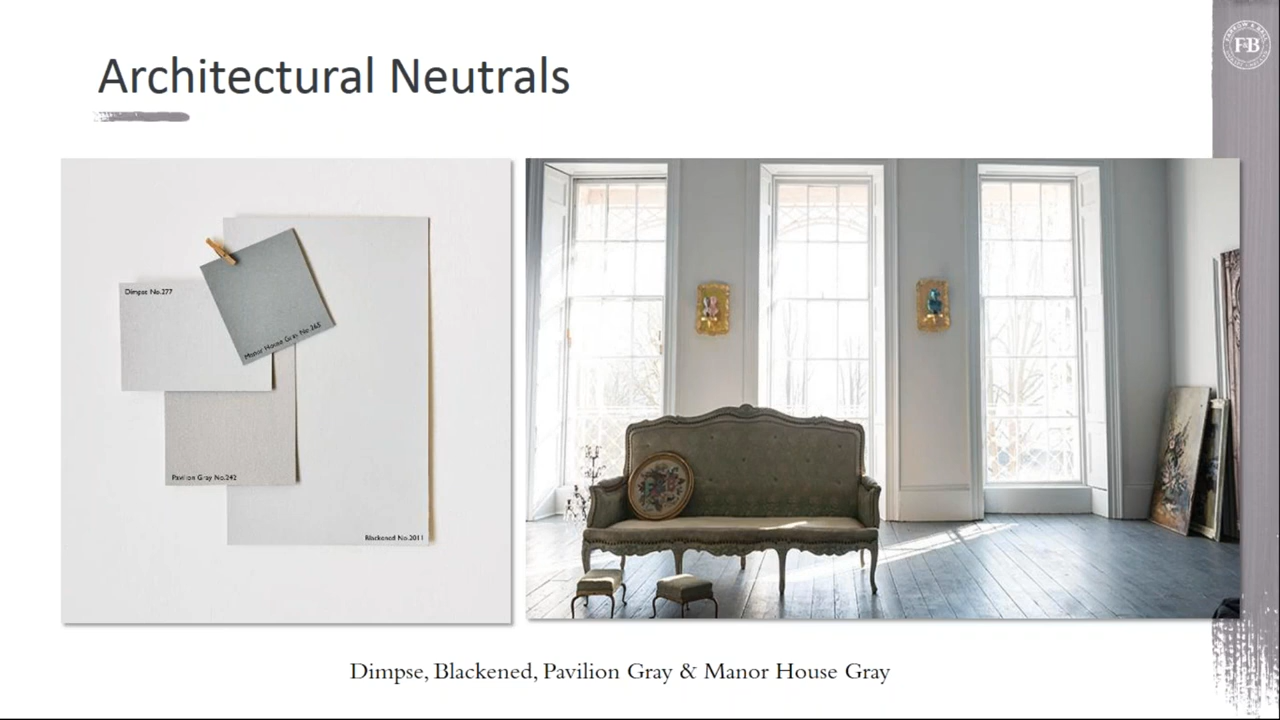 Architectural Neutrals
F&B
Dimpse No.277
Manor House Gray No.265
Pavilion Gray No.242
Blackened No.2011
Dimpse, Blackened, Pavilion Gray & Manor House Gray